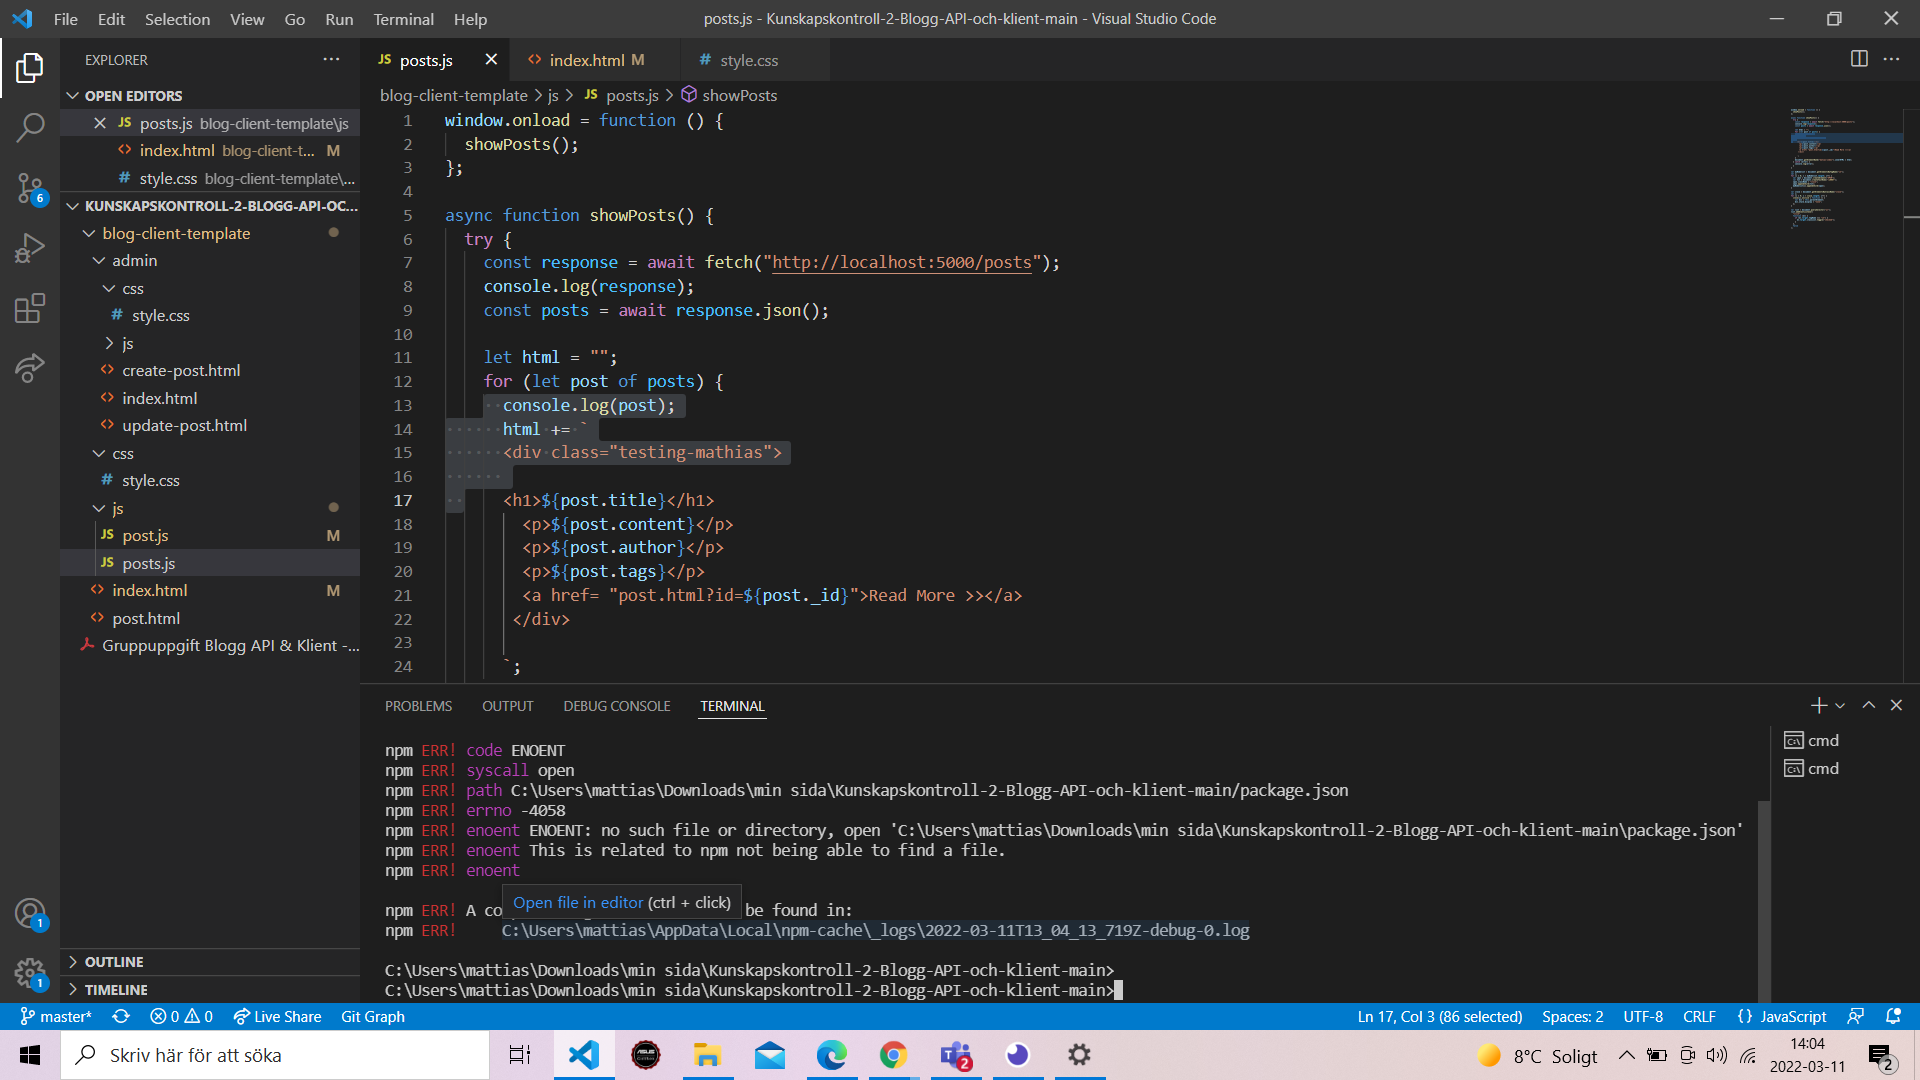 File Edit Selection View Go Run Terminal Help
posts.js - Kunskapskontroll-2-Blogg-API-och-klient-main - Visual Studio Code
EXPLORER
OPEN EDITORS
JS posts.js blog-client-template\js
<> index.html blog-client-t... M
# style.css blog-client-template\...
KUNSKAPSKONTROLL-2-BLOGG-API-OC...
blog-client-template
admin
css
# style.css
js
<> create-post.html
<> index.html
<> update-post.html
css
# style.css
js
JS post.js M
JS posts.js
<> index.html M
<> post.html
Gruppuppgift Blogg API & Klient -...
OUTLINE
TIMELINE
6
1
1
JS posts.js
<> index.html M
# style.css
blog-client-template > js > JS posts.js > showPosts
1 window.onload = function () {
2 showPosts();
3 };
4
5 async function showPosts() {
6 try {
7 const response = await fetch("http://localhost:5000/posts");
8 console.log(response);
9 const posts = await response.json();
10
11 let html = "";
12 for (let post of posts) {
13 console.log(post);
14 html += `
15 <div class="testing-mathias">
16
17 <h1>${post.title}</h1>
18 <p>${post.content}</p>
19 <p>${post.author}</p>
20 <p>${post.tags}</p>
21 <a href= "post.html?id=${post._id}">Read More >></a>
22 </div>
23
24 `;
PROBLEMS OUTPUT DEBUG CONSOLE TERMINAL
npm ERR! code ENOENT
npm ERR! syscall open
npm ERR! path C:\Users\mattias\Downloads\min sida\Kunskapskontroll-2-Blogg-API-och-klient-main/package.json
npm ERR! errno -4058
npm ERR! enoent ENOENT: no such file or directory, open 'C:\Users\mattias\Downloads\min sida\Kunskapskontroll-2-Blogg-API-och-klient-main\package.json'
npm ERR! enoent This is related to npm not being able to find a file.
npm ERR! enoent
Open file in editor (ctrl + click)
npm ERR! A co be found in:
npm ERR! C:\Users\mattias\AppData\Local\npm-cache\_logs\2022-03-11T13_04_13_719Z-debug-0.log
C:\Users\mattias\Downloads\min sida\Kunskapskontroll-2-Blogg-API-och-klient-main>
C:\Users\mattias\Downloads\min sida\Kunskapskontroll-2-Blogg-API-och-klient-main>
cmd
cmd
master* 0 0 Live Share Git Graph
Ln 17, Col 3 (86 selected) Spaces: 2 UTF-8 CRLF {} JavaScript
Skriv här för att söka
2
8°C Soligt
14:04
2022-03-11
2